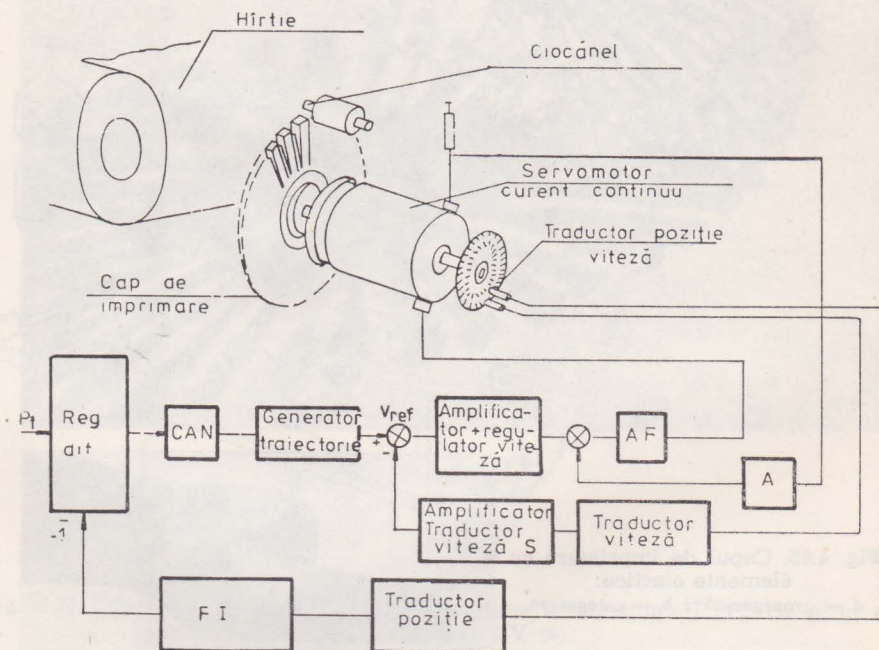 Hîrtie
Ciocănel
Servomotor
curent continuu
Traductor poziție
viteză
Cap de
imprimare
P1
Reg
dit
CAN
Generator
traiectorie
Vref
+
-
Amplifica-
tor + regu-
lator vite-
ză
AF
A
Amplificator
Traductor
viteză S
Traductor
viteză
-1
FI
Traductor
poziție